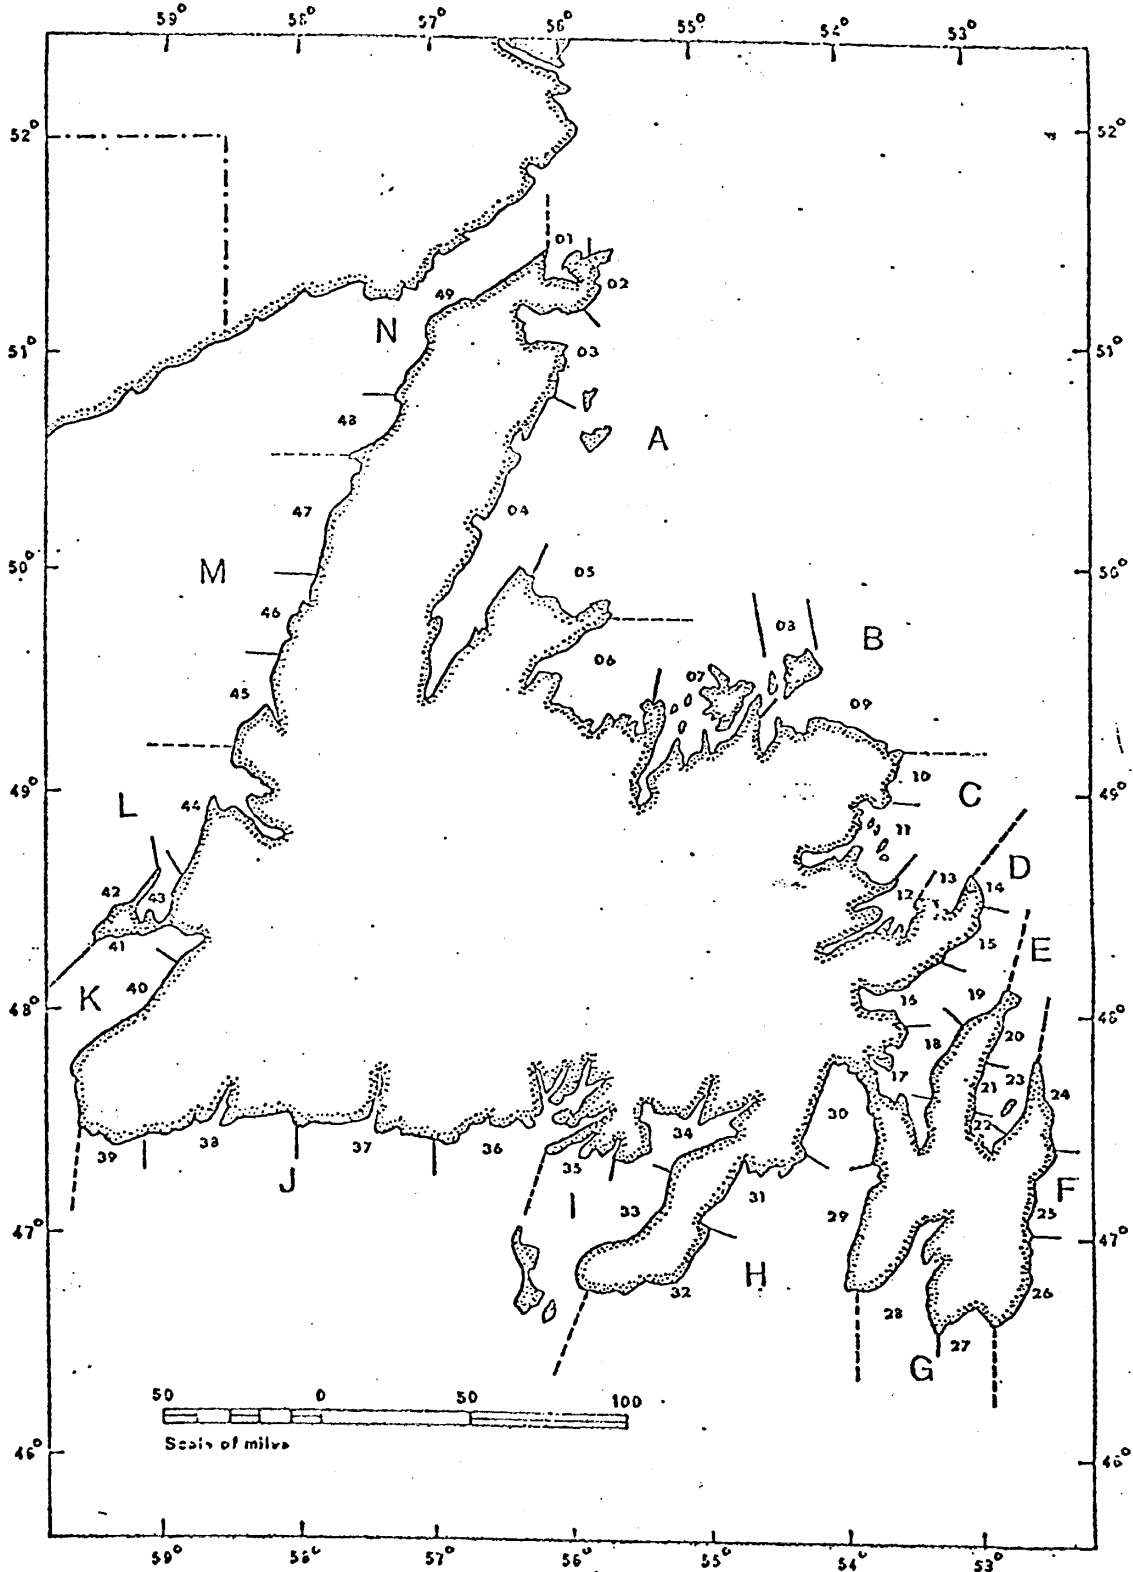 59° 58° 57° 56° 55° 54° 53°
52° 52°
01
02
49
N
51° 03 51°
48
A
04
47
50° M 05 50°
46
03 B
06
07
45
09
10
49° 44 C 49°
L
11
13 D
42 43 12 14
41 15 E
K 40 16 19
48° 48°
18 20
17 21 23 24
22
30
38 37 36 34
39 J 35
I 31 F
33 29 25
47° 47°
H
32 28 26
G 27
50 0 50 100
Scale of miles
46° 46°
59° 58° 57° 56° 55° 54° 53°